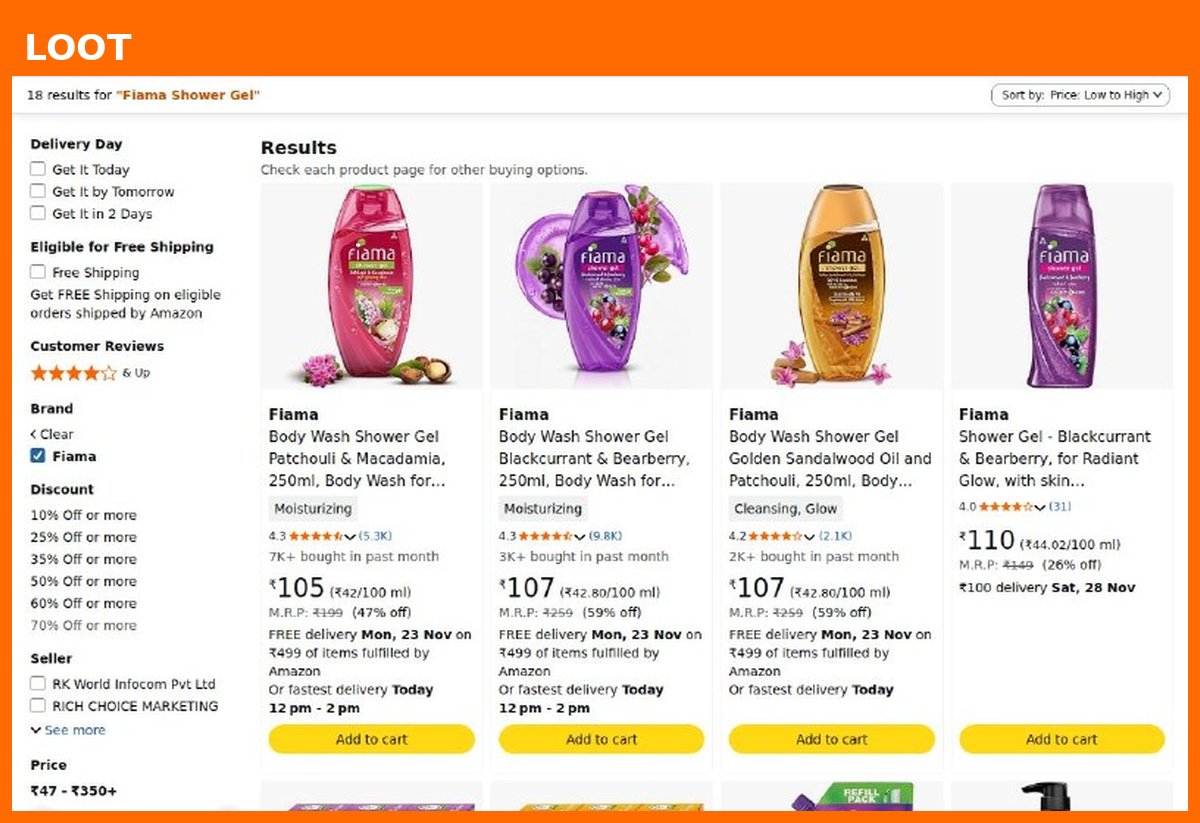 LOOT
18 results for "Fiama Shower Gel"
Sort by: Price: Low to High
Delivery Day
Get It Today
Get It by Tomorrow
Get It in 2 Days
Eligible for Free Shipping
Free Shipping
Get FREE Shipping on eligible
orders shipped by Amazon
Customer Reviews
& Up
Brand
Clear
Fiama
Discount
10% Off or more
25% Off or more
35% Off or more
50% Off or more
60% Off or more
70% Off or more
Seller
RK World Infocom Pvt Ltd
RICH CHOICE MARKETING
See more
Price
₹47 - ₹350+
Results
Check each product page for other buying options.
fiama
shower gel
Fiama
Body Wash Shower Gel
Patchouli & Macadamia,
250ml, Body Wash for...
Moisturizing
4.3 (5.3K)
7K+ bought in past month
₹105 (₹42/100 ml)
M.R.P: ₹199 (47% off)
FREE delivery Mon, 23 Nov on
₹499 of items fulfilled by
Amazon
Or fastest delivery Today
12 pm - 2 pm
Add to cart
fiama
shower gel
Fiama
Body Wash Shower Gel
Blackcurrant & Bearberry,
250ml, Body Wash for...
Moisturizing
4.3 (9.8K)
3K+ bought in past month
₹107 (₹42.80/100 ml)
M.R.P: ₹259 (59% off)
FREE delivery Mon, 23 Nov on
₹499 of items fulfilled by
Amazon
Or fastest delivery Today
12 pm - 2 pm
Add to cart
fiama
shower gel
Fiama
Body Wash Shower Gel
Golden Sandalwood Oil and
Patchouli, 250ml, Body...
Cleansing, Glow
4.2 (2.1K)
2K+ bought in past month
₹107 (₹42.80/100 ml)
M.R.P: ₹259 (59% off)
FREE delivery Mon, 23 Nov on
₹499 of items fulfilled by
Amazon
Or fastest delivery Today
Add to cart
fiama
shower gel
Fiama
Shower Gel - Blackcurrant
& Bearberry, for Radiant
Glow, with skin...
4.0 (31)
₹110 (₹44.02/100 ml)
M.R.P: ₹149 (26% off)
₹100 delivery Sat, 28 Nov
Add to cart
REFILL
PACK